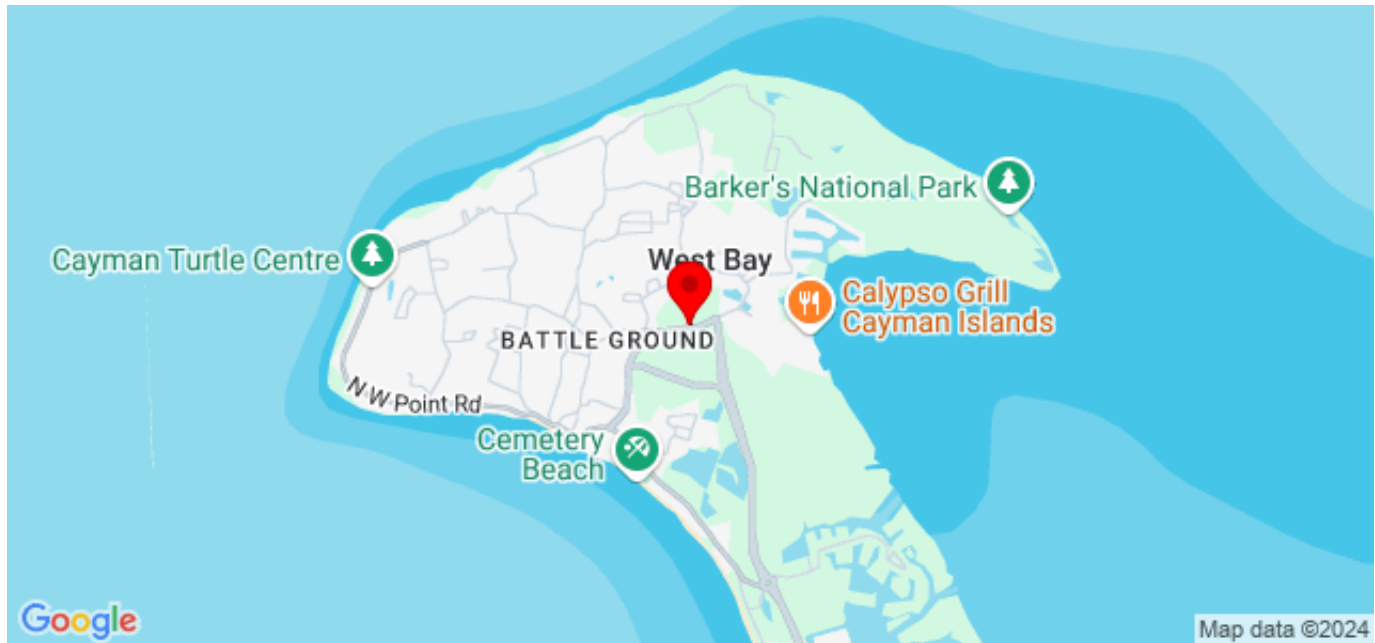 Barker's National Park
Cayman Turtle Centre
West Bay
Calypso Grill
Cayman Islands
BATTLE GROUND
N W Point Rd
Cemetery
Beach
Google
Map data ©2024